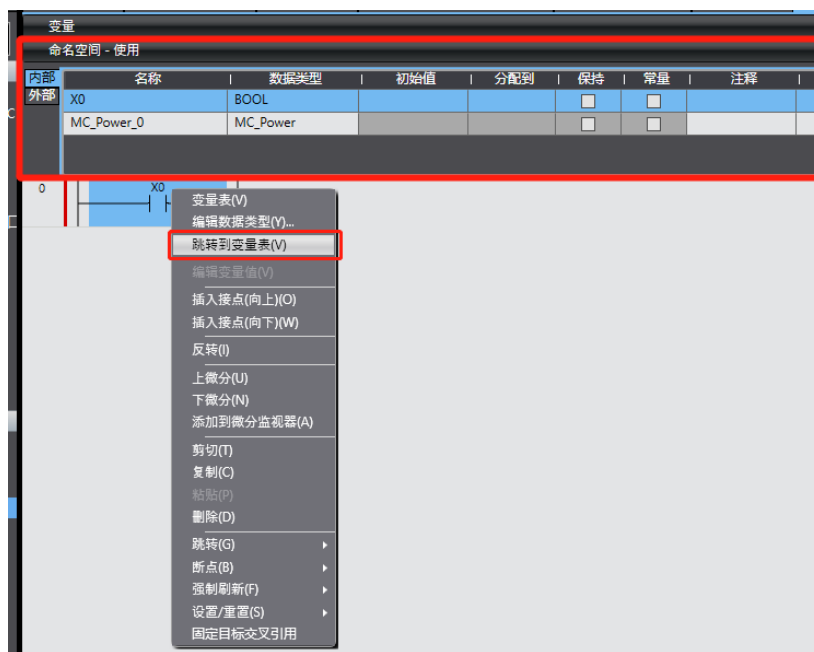 变量
命名空间 - 使用
内部 名称 数据类型 初始值 分配到 保持 常量 注释
外部 X0 BOOL
MC_Power_0 MC_Power
0 X0
变量表(V)
编辑数据类型(Y)...
跳转到变量表(V)
编辑变量值(V)
插入接点(向上)(O)
插入接点(向下)(W)
反转(I)
上微分(U)
下微分(N)
添加到微分监视器(A)
剪切(T)
复制(C)
粘贴(P)
删除(D)
跳转(G)
断点(B)
强制刷新(F)
设置/重置(S)
固定目标交叉引用